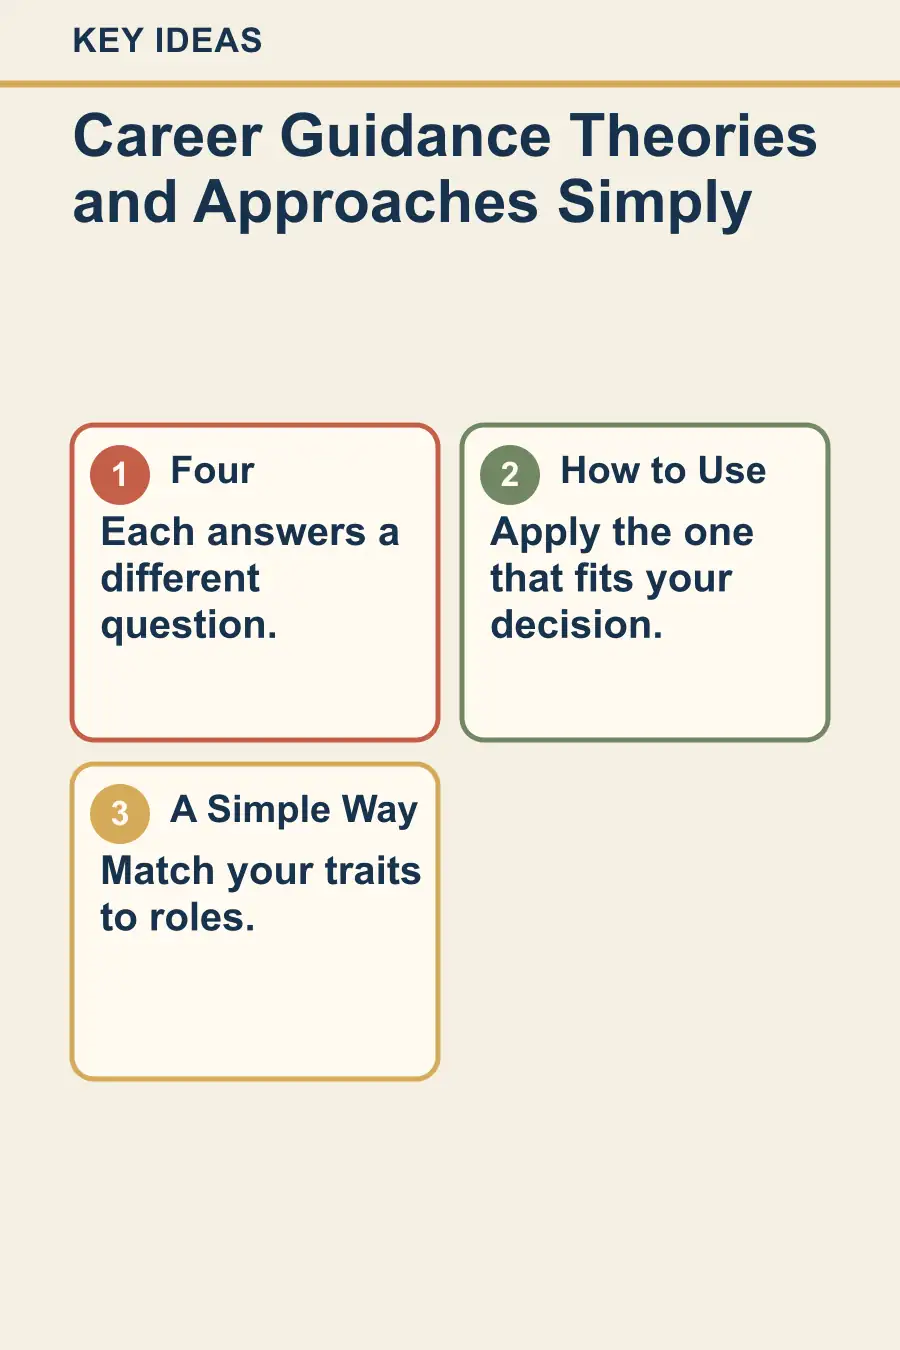 KEY IDEAS
Career Guidance Theories
and Approaches Simply
1 Four
Each answers a
different
question.
2 How to Use
Apply the one
that fits your
decision.
3 A Simple Way
Match your traits
to roles.